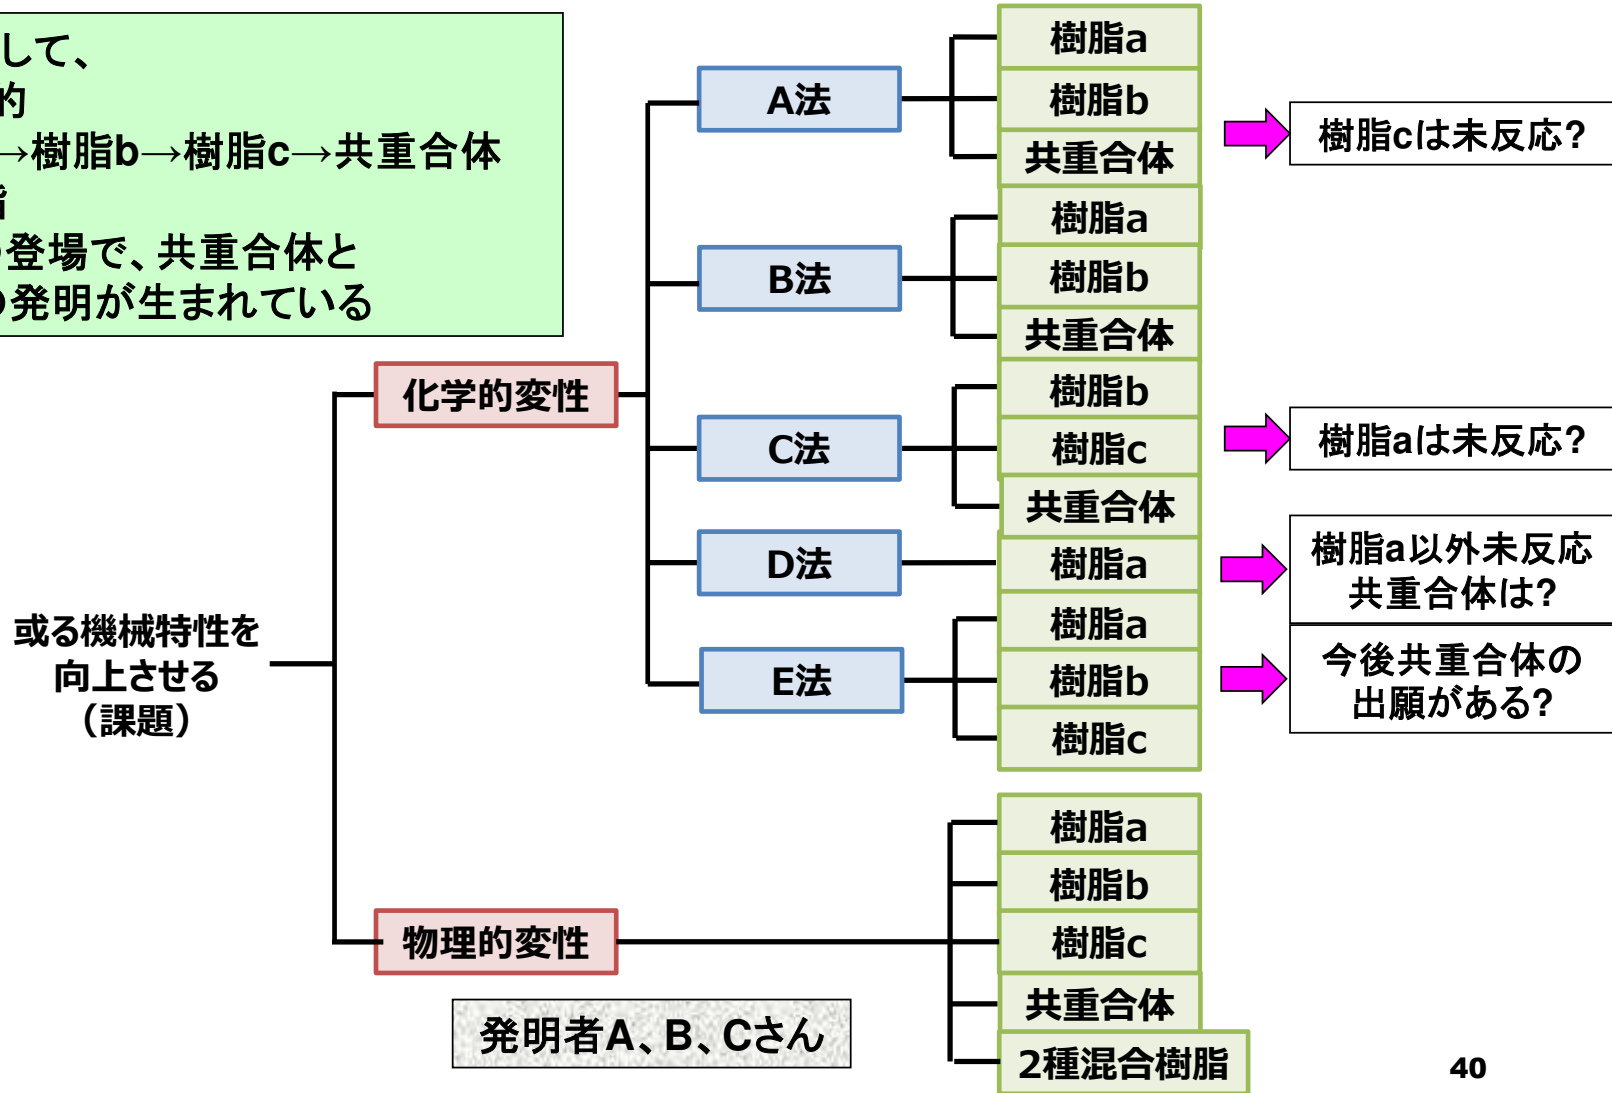 して、
的
→樹脂b→樹脂c→共重合体
登場で、共重合体と
発明が生まれている
或る機械特性を
向上させる
（課題）
化学的変性
A法
樹脂a
樹脂b
共重合体
樹脂cは未反応?
B法
樹脂a
樹脂b
共重合体
C法
樹脂b
樹脂c
共重合体
樹脂aは未反応?
D法
樹脂a
樹脂a以外未反応
共重合体は?
E法
樹脂a
樹脂b
樹脂c
今後共重合体の
出願がある?
物理的変性
樹脂a
樹脂b
樹脂c
共重合体
2種混合樹脂
発明者A、B、Cさん
40